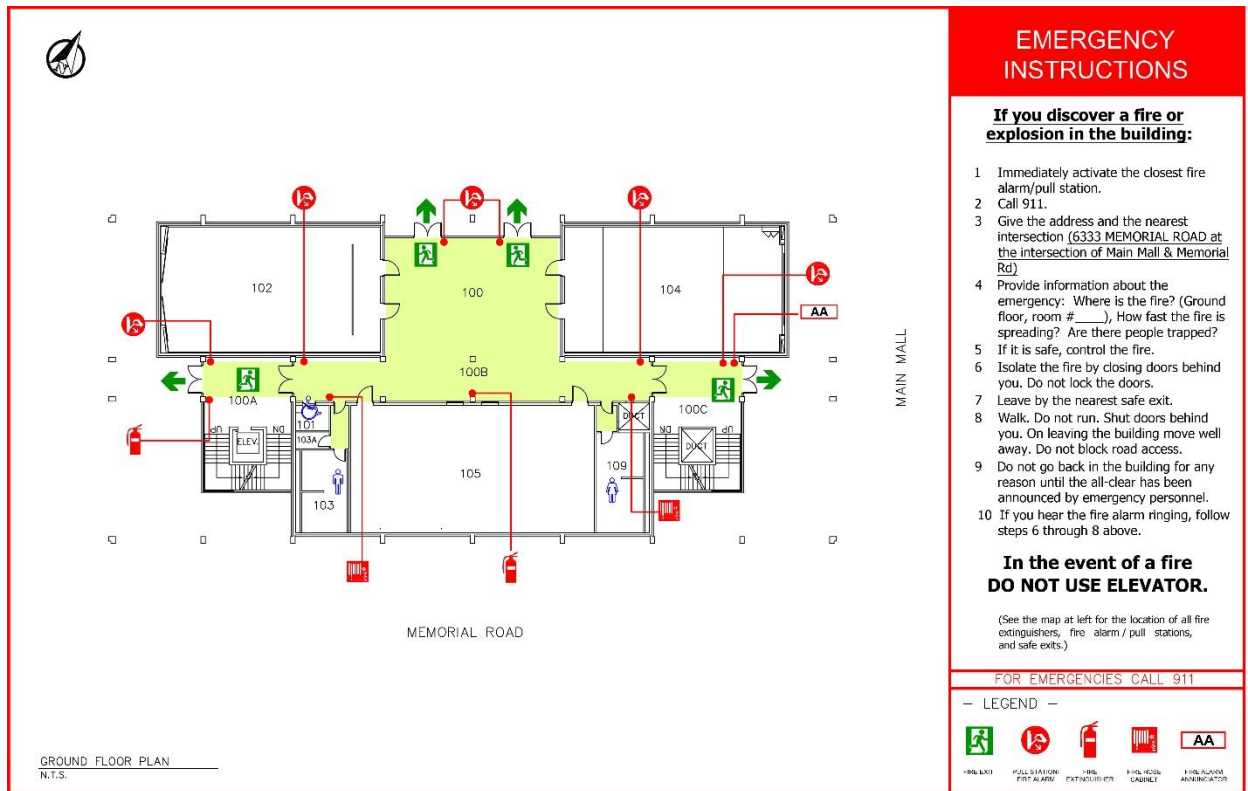 EMERGENCY
INSTRUCTIONS
If you discover a fire or
explosion in the building:
1 Immediately activate the closest fire
alarm/pull station.
2 Call 911.
3 Give the address and the nearest
intersection (6333 MEMORIAL ROAD at
the intersection of Main Mall & Memorial
Rd)
4 Provide information about the
emergency: Where is the fire? (Ground
floor, room #____), How fast the fire is
spreading? Are there people trapped?
5 If it is safe, control the fire.
6 Isolate the fire by closing doors behind
you. Do not lock the doors.
7 Leave by the nearest safe exit.
8 Walk. Do not run. Shut doors behind
you. On leaving the building move well
away. Do not block road access.
9 Do not go back in the building for any
reason until the all-clear has been
announced by emergency personnel.
10 If you hear the fire alarm ringing, follow
steps 6 through 8 above.
In the event of a fire
DO NOT USE ELEVATOR.
(See the map at left for the location of all fire
extinguishers, fire alarm / pull stations,
and safe exits.)
FOR EMERGENCIES CALL 911
— LEGEND —
AA
FIRE EXIT
PULL STATION/
FIRE ALARM
FIRE
EXTINGUISHER
FIRE HOSE
CABINET
FIRE ALARM
ANNUNCIATOR
102
100
104
AA
100B
100A
100C
101
103A
103
105
109
UP
ELEV.
DN
DUCT
DN
DUCT
UP
MAIN MALL
MEMORIAL ROAD
GROUND FLOOR PLAN
N.T.S.